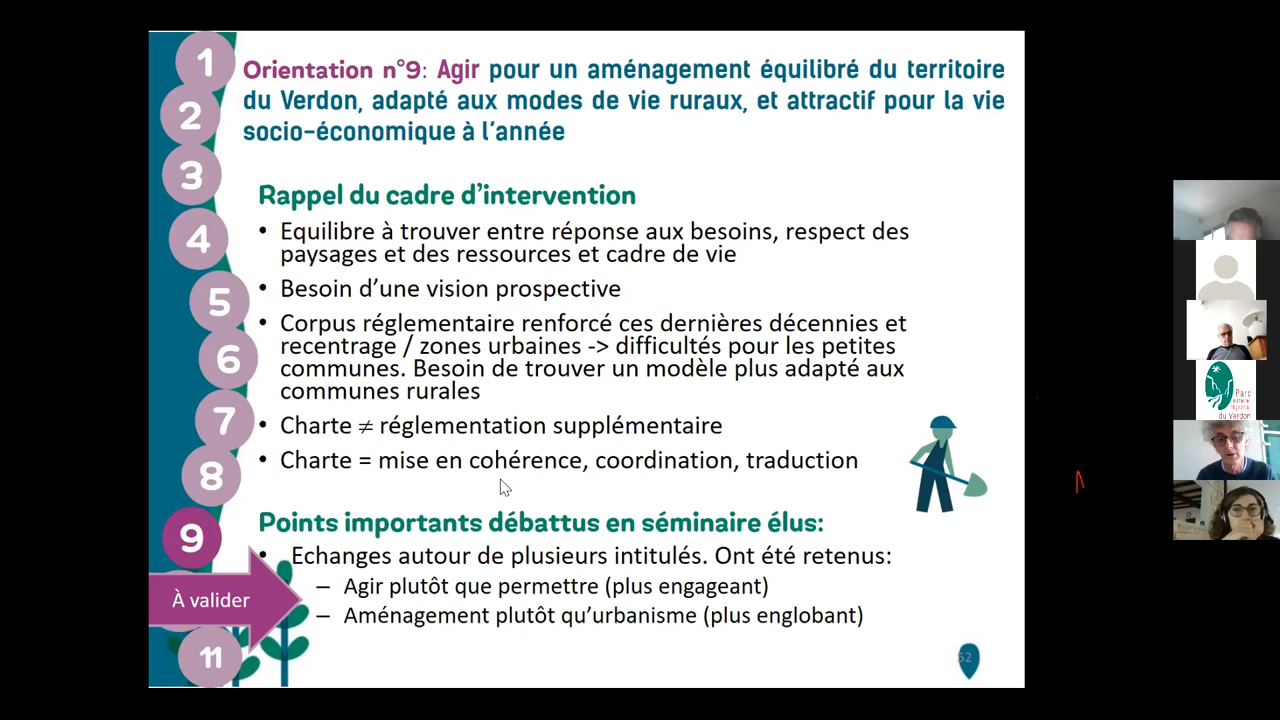 1
2
3
4
5
6
7
8
9
11
À valider
Orientation n°9: Agir pour un aménagement équilibré du territoire
du Verdon, adapté aux modes de vie ruraux, et attractif pour la vie
socio-économique à l'année
Rappel du cadre d'intervention
• Equilibre à trouver entre réponse aux besoins, respect des
paysages et des ressources et cadre de vie
• Besoin d'une vision prospective
• Corpus réglementaire renforcé ces dernières décennies et
recentrage / zones urbaines -> difficultés pour les petites
communes. Besoin de trouver un modèle plus adapté aux
communes rurales
• Charte ≠ réglementation supplémentaire
• Charte = mise en cohérence, coordination, traduction
Points importants débattus en séminaire élus:
• Echanges autour de plusieurs intitulés. Ont été retenus:
– Agir plutôt que permettre (plus engageant)
– Aménagement plutôt qu'urbanisme (plus englobant)
52
Parc
naturel
régional
du Verdon